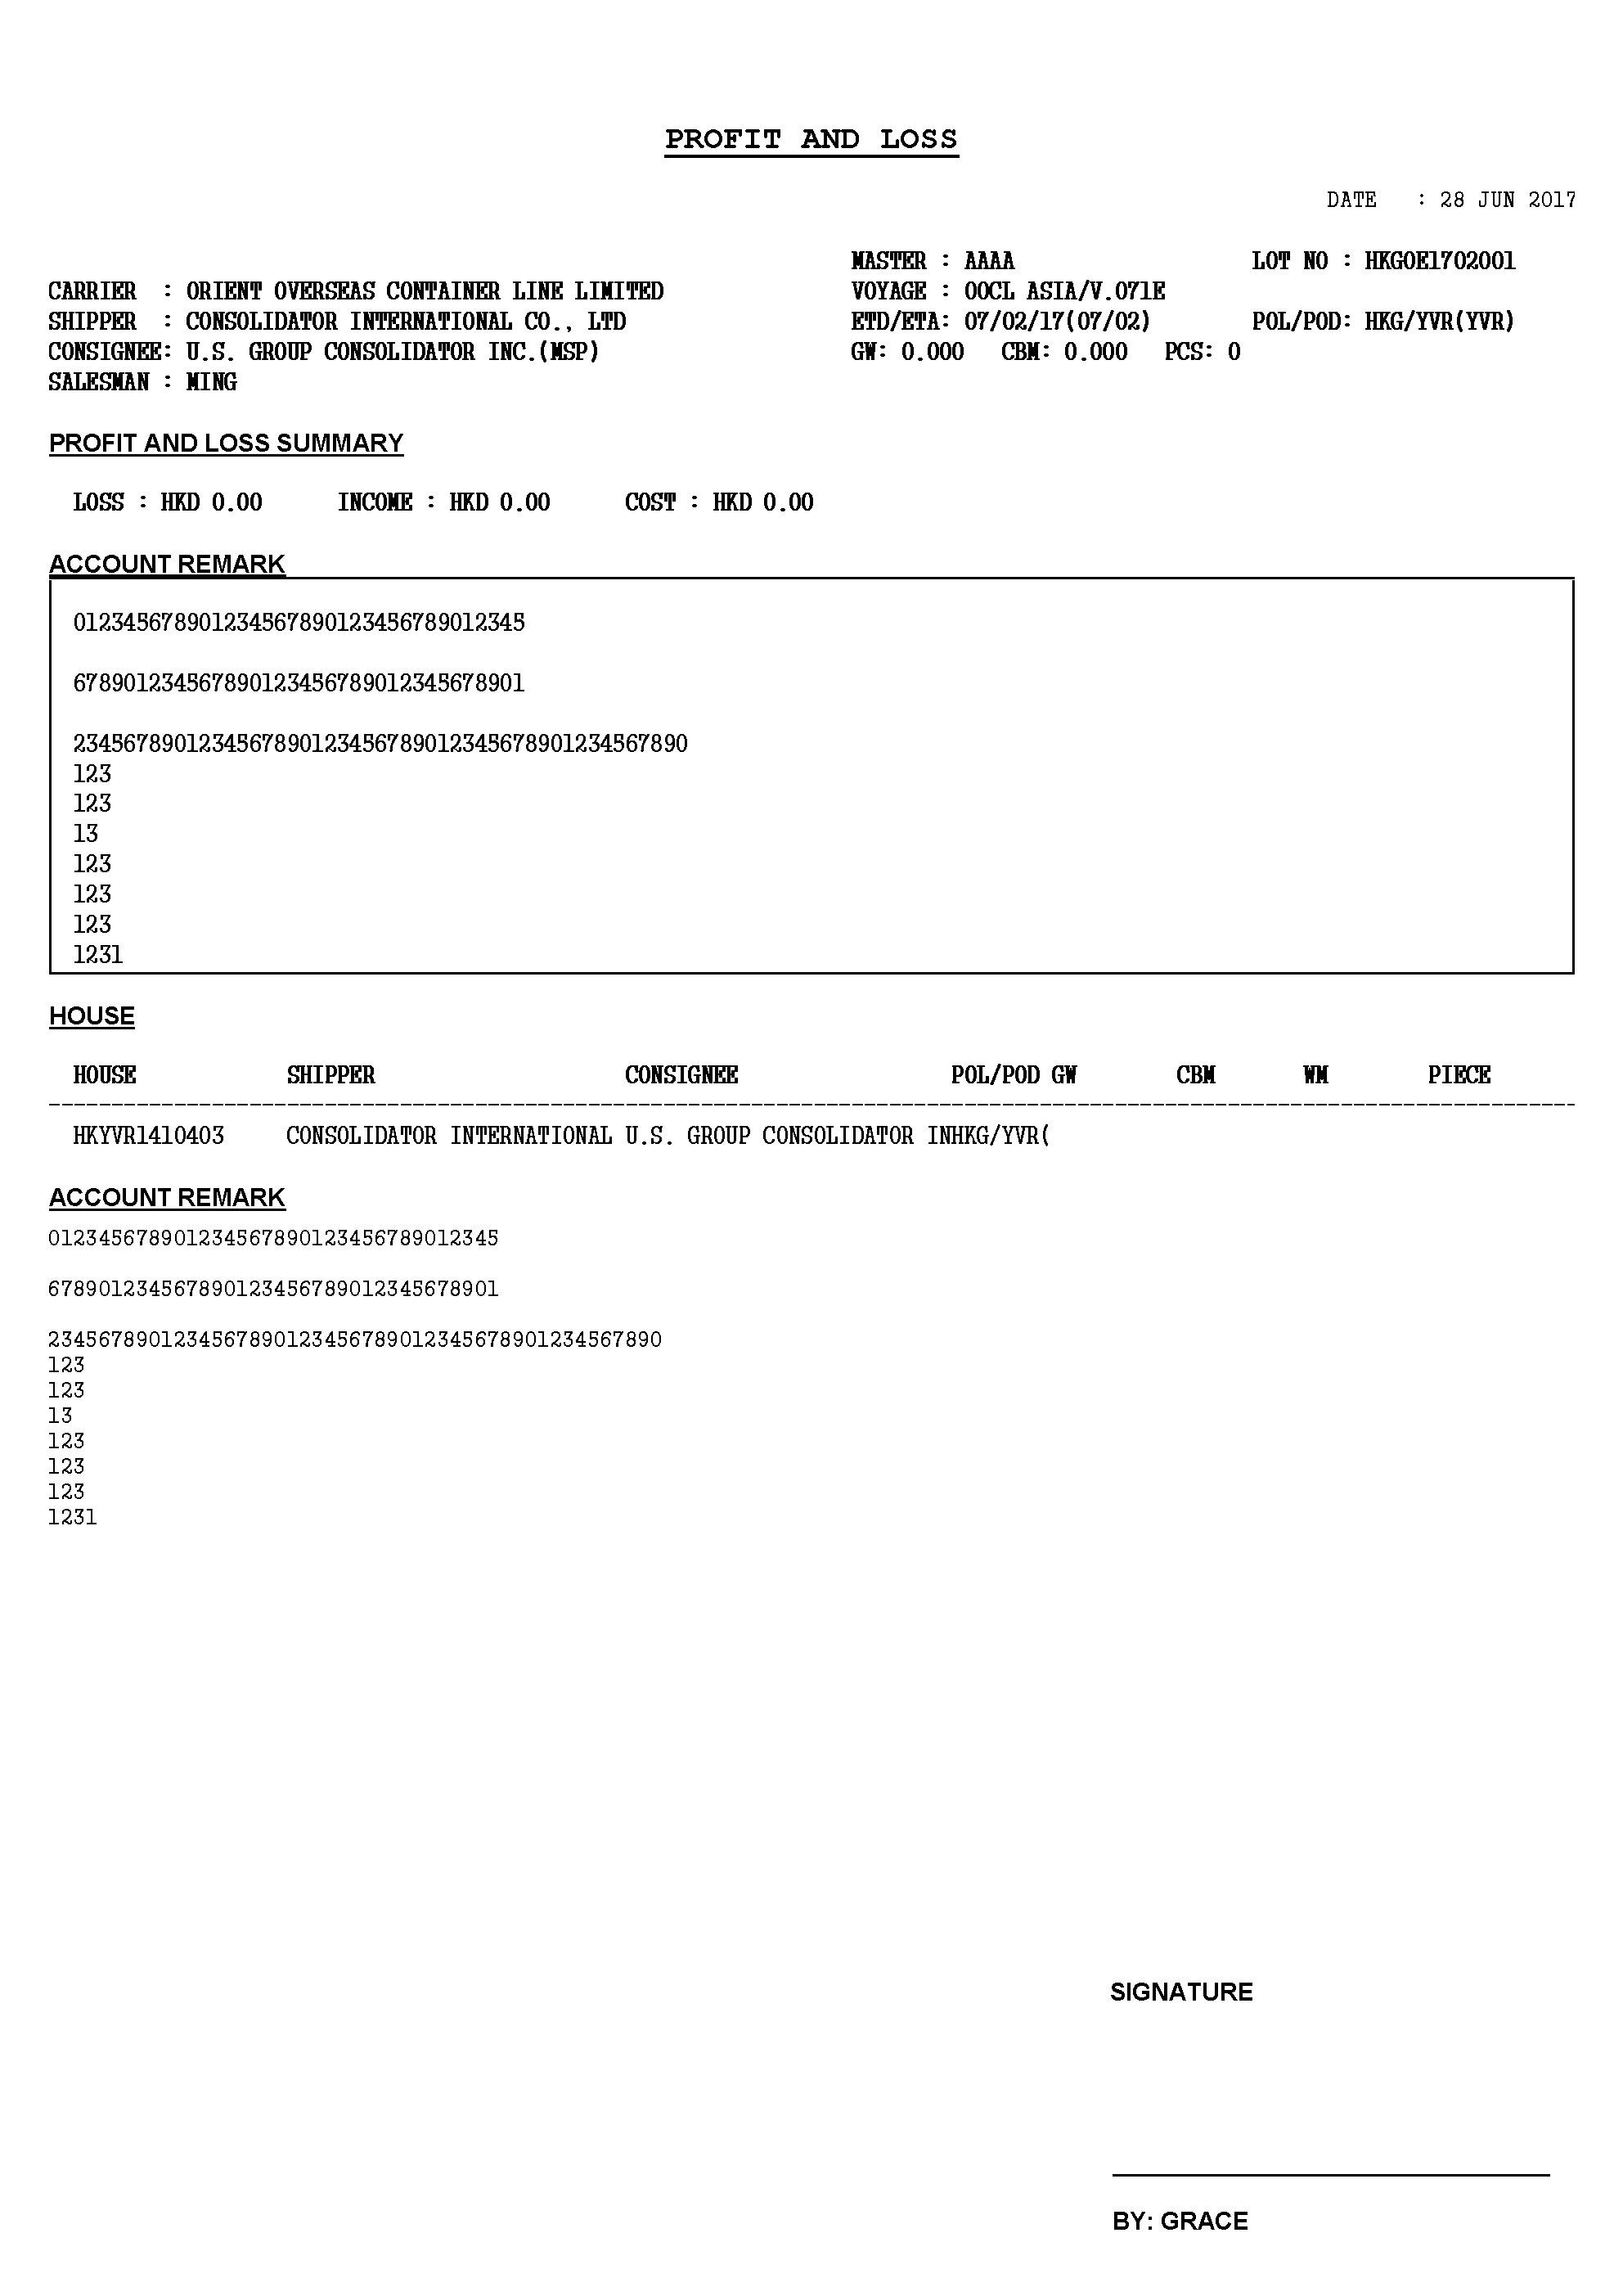 PROFIT AND LOSS
DATE : 28 JUN 2017
MASTER : AAAA LOT NO : HKGOE1702001
CARRIER : ORIENT OVERSEAS CONTAINER LINE LIMITED VOYAGE : OOCL ASIA/V.071E
SHIPPER : CONSOLIDATOR INTERNATIONAL CO., LTD ETD/ETA: 07/02/17(07/02) POL/POD: HKG/YVR(YVR)
CONSIGNEE: U.S. GROUP CONSOLIDATOR INC.(MSP) GW: 0.000 CBM: 0.000 PCS: 0
SALESMAN : MING
PROFIT AND LOSS SUMMARY
LOSS : HKD 0.00 INCOME : HKD 0.00 COST : HKD 0.00
ACCOUNT REMARK
012345678901234567890123456789012345
678901234567890123456789012345678901
2345678901234567890123456789012345678901234567890
123
123
13
123
123
123
1231
HOUSE
HOUSE SHIPPER CONSIGNEE POL/POD GW CBM WM PIECE
HKYVR1410403 CONSOLIDATOR INTERNATIONAL U.S. GROUP CONSOLIDATOR INHKG/YVR(
ACCOUNT REMARK
012345678901234567890123456789012345
678901234567890123456789012345678901
2345678901234567890123456789012345678901234567890
123
123
13
123
123
123
1231
SIGNATURE
BY: GRACE